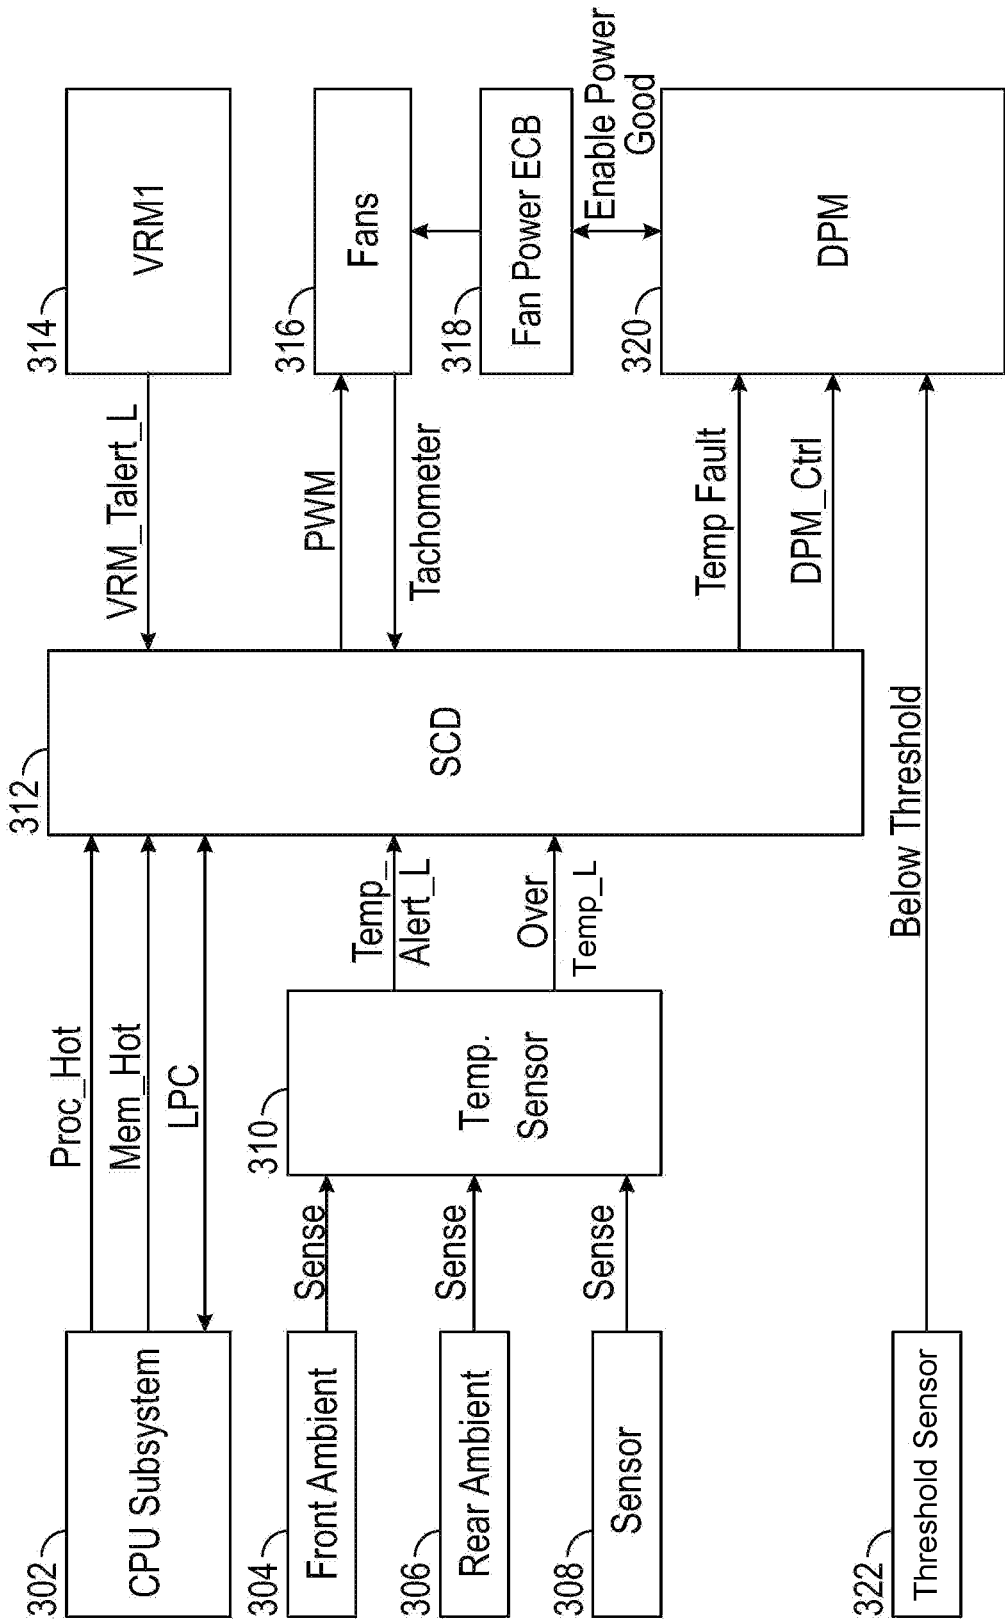 302
CPU Subsystem
Proc_Hot
Mem_Hot
LPC
304
Front Ambient
Sense
306
Rear Ambient
Sense
308
Sensor
Sense
310
Temp.
Sensor
Temp_
Alert_L
Over
Temp_L
312
SCD
VRM_Talert_L
314
VRM1
PWM
Tachometer
316
Fans
318
Fan Power ECB
Enable Power
Good
Temp Fault
DPM_Ctrl
320
DPM
322
Threshold Sensor
Below Threshold